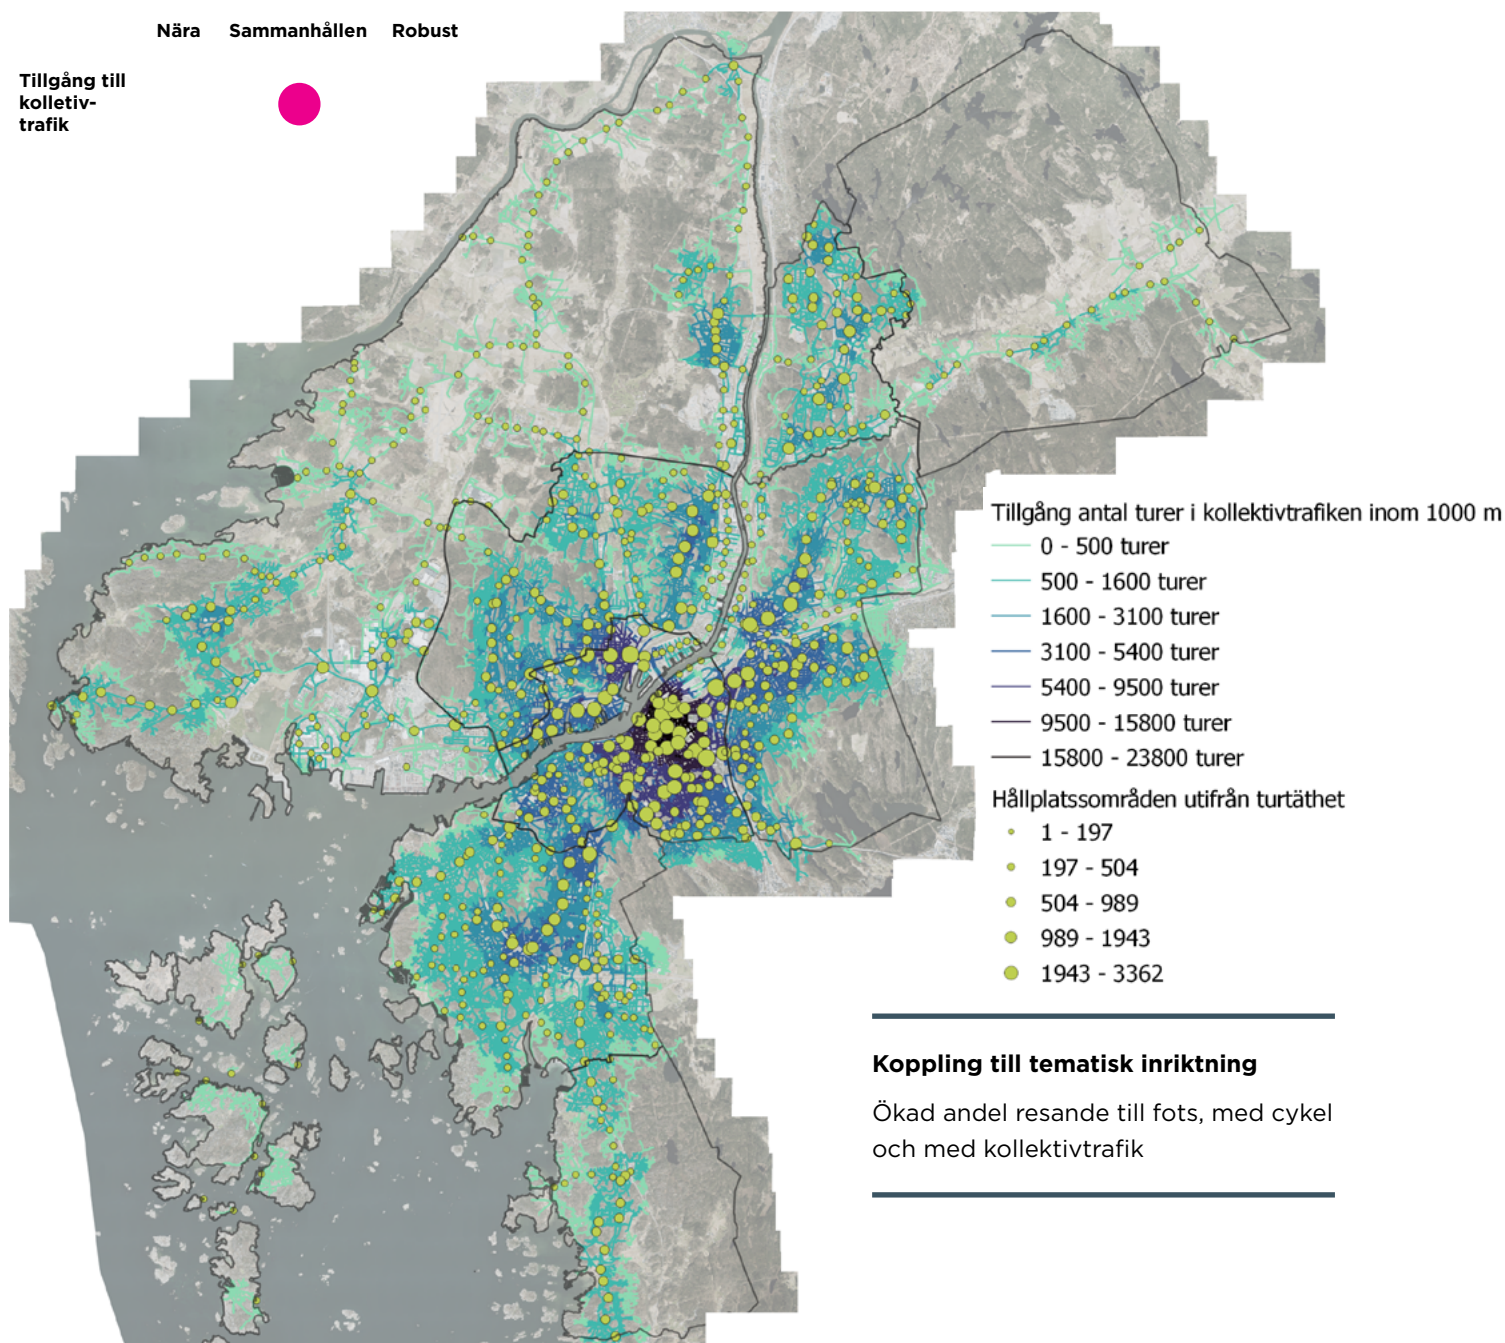 Nära Sammanhållen Robust
Tillgång till
kolletiv-
trafik
Tillgång antal turer i kollektivtrafiken inom 1000 m
0 - 500 turer
500 - 1600 turer
1600 - 3100 turer
3100 - 5400 turer
5400 - 9500 turer
9500 - 15800 turer
15800 - 23800 turer
Hållplatssområden utifrån turtäthet
1 - 197
197 - 504
504 - 989
989 - 1943
1943 - 3362
Koppling till tematisk inriktning
Ökad andel resande till fots, med cykel
och med kollektivtrafik